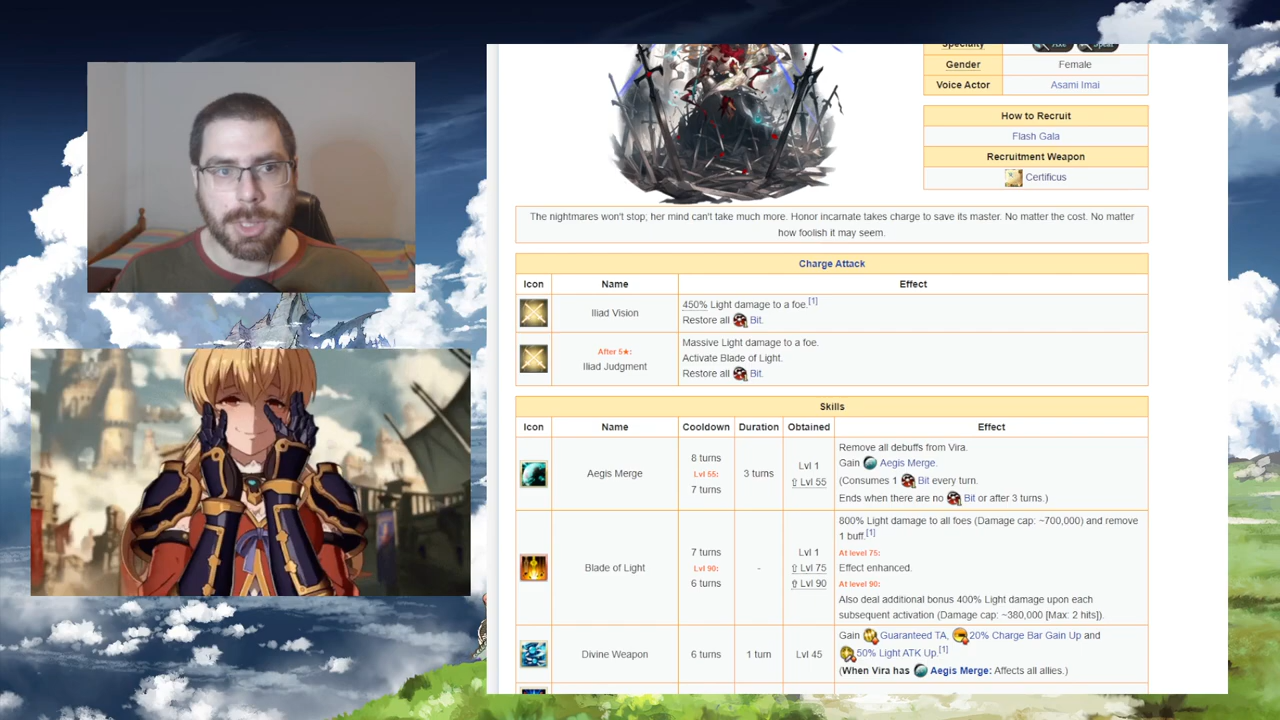 Specialty
Gender Female
Voice Actor Asami Imai
How to Recruit
Flash Gala
Recruitment Weapon
Certificus
The nightmares won't stop; her mind can't take much more. Honor incarnate takes charge to save its master. No matter the cost. No matter
how foolish it may seem.
Charge Attack
Icon Name Effect
Iliad Vision
450% Light damage to a foe.[1]
Restore all Bit.
After 5★:
Iliad Judgment
Massive Light damage to a foe.
Activate Blade of Light.
Restore all Bit.
Skills
Icon Name Cooldown Duration Obtained Effect
Aegis Merge
8 turns
Lvl 55:
7 turns
3 turns
Lvl 1
⇧ Lvl 55
Remove all debuffs from Vira.
Gain Aegis Merge.
(Consumes 1 Bit every turn.
Ends when there are no Bit or after 3 turns.)
Blade of Light
7 turns
Lvl 90:
6 turns
-
Lvl 1
⇧ Lvl 75
⇧ Lvl 90
800% Light damage to all foes (Damage cap: ~700,000) and remove
1 buff.[1]
At level 75:
Effect enhanced.
At level 90:
Also deal additional bonus 400% Light damage upon each
subsequent activation (Damage cap: ~380,000 [Max: 2 hits]).
Divine Weapon
6 turns
1 turn
Lvl 45
Gain Guaranteed TA, 20% Charge Bar Gain Up and
50% Light ATK Up.[1]
(When Vira has Aegis Merge: Affects all allies.)